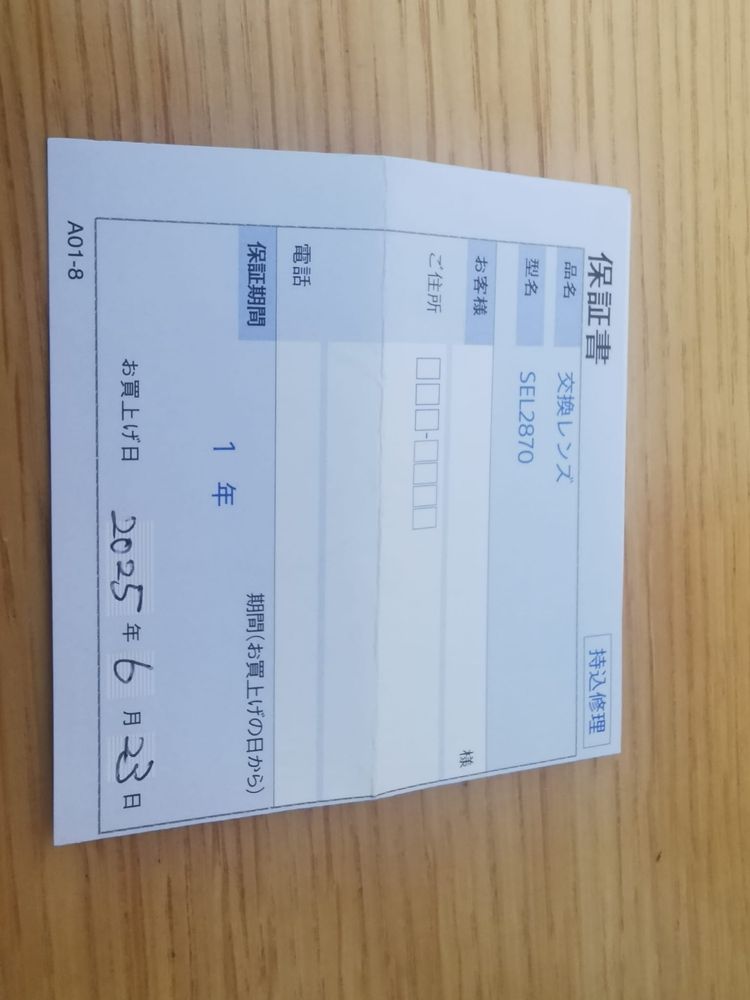 保証書 持込修理
品名 交換レンズ
型名 SEL2870
お客様 様
ご住所 □□□-□□□□
電話
保証期間 期間(お買上げの日から)
1 年
お買上げ日 2025 年 6 月 23 日
A01-8